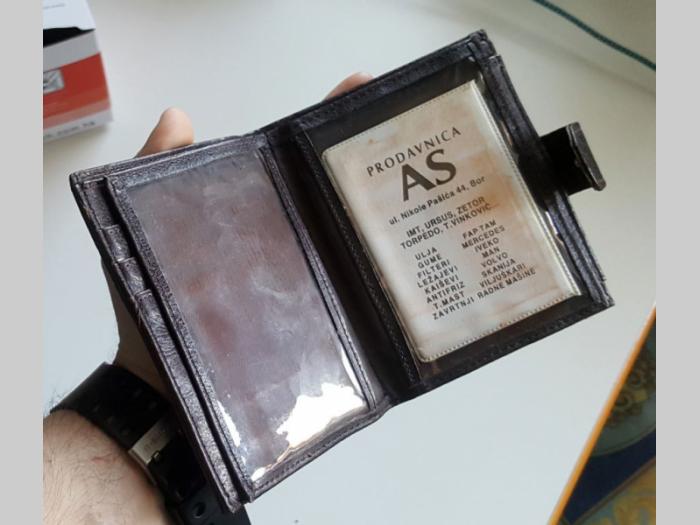 PRODAVNICA
AS
ul. Nikole Pašića 44, Bor
IMT, URSUS, ZETOR
TORPEDO, T.VINKOVIĆ...
ULJA FAP TAM
GUME MERCEDES
FILTERI IVEKO
LEŽAJEVI MAN
KAIŠEVI VOLVO
ANTIFRIZ SKANIJA
T.MAST VILJUŠKARI
ZAVRTNJI RADNE MAŠINE